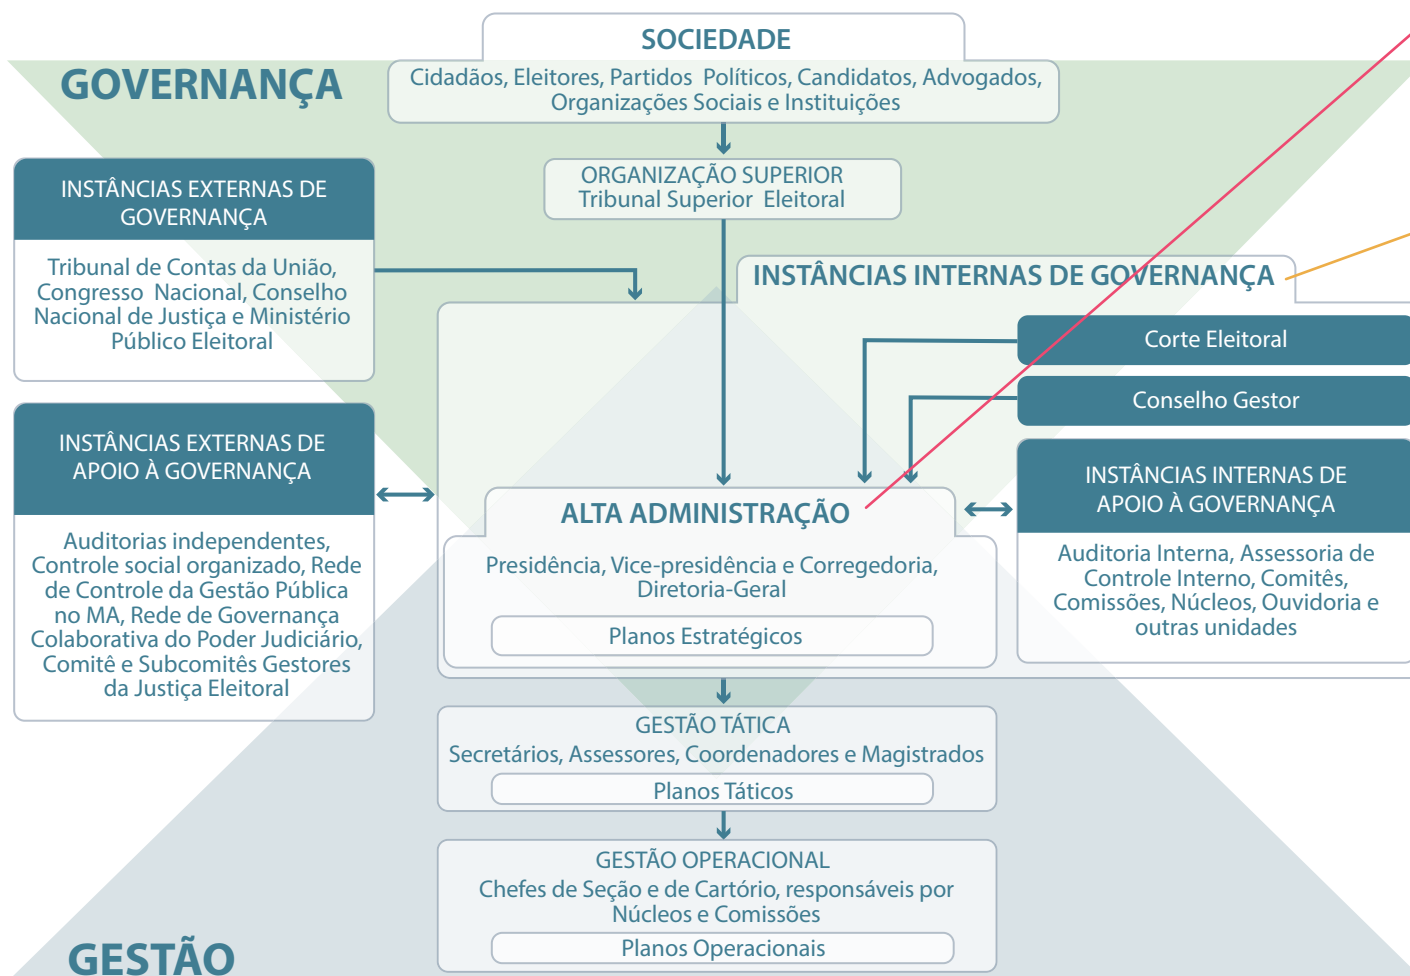 SOCIEDADE
GOVERNANÇA
Cidadãos, Eleitores, Partidos Políticos, Candidatos, Advogados,
Organizações Sociais e Instituições
ORGANIZAÇÃO SUPERIOR
Tribunal Superior Eleitoral
INSTÂNCIAS EXTERNAS DE
GOVERNANÇA
Tribunal de Contas da União,
Congresso Nacional, Conselho
Nacional de Justiça e Ministério
Público Eleitoral
INSTÂNCIAS INTERNAS DE GOVERNANÇA
Corte Eleitoral
Conselho Gestor
INSTÂNCIAS EXTERNAS DE
APOIO À GOVERNANÇA
Auditorias independentes,
Controle social organizado, Rede
de Controle da Gestão Pública
no MA, Rede de Governança
Colaborativa do Poder Judiciário,
Comitê e Subcomitês Gestores
da Justiça Eleitoral
ALTA ADMINISTRAÇÃO
Presidência, Vice-presidência e Corregedoria,
Diretoria-Geral
Planos Estratégicos
INSTÂNCIAS INTERNAS DE
APOIO À GOVERNANÇA
Auditoria Interna, Assessoria de
Controle Interno, Comitês,
Comissões, Núcleos, Ouvidoria e
outras unidades
GESTÃO TÁTICA
Secretários, Assessores, Coordenadores e Magistrados
Planos Táticos
GESTÃO OPERACIONAL
Chefes de Seção e de Cartório, responsáveis por
Núcleos e Comissões
Planos Operacionais
GESTÃO